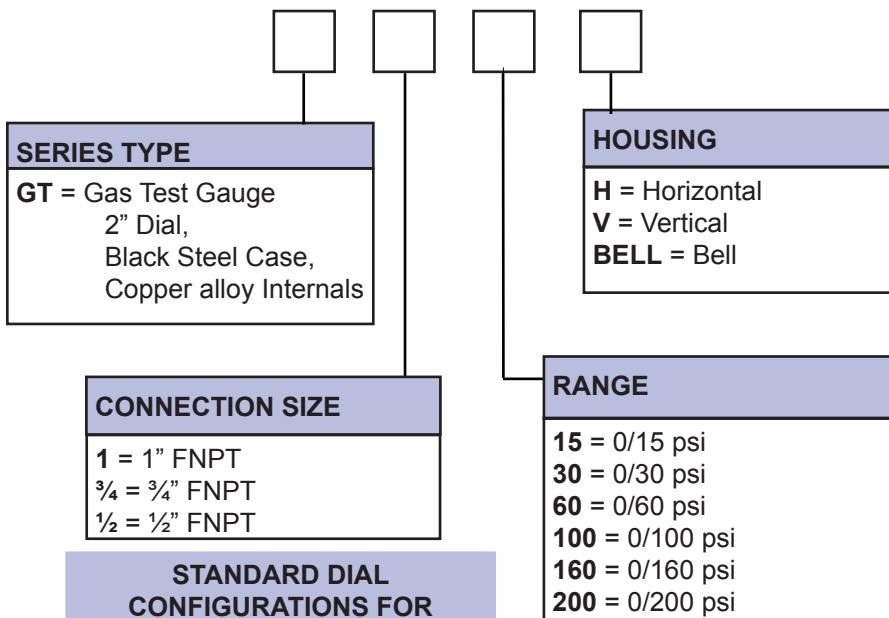 SERIES TYPE
GT = Gas Test Gauge
2” Dial,
Black Steel Case,
Copper alloy Internals
HOUSING
H = Horizontal
V = Vertical
BELL = Bell
CONNECTION SIZE
1 = 1” FNPT
¾ = ¾” FNPT
½ = ½” FNPT
RANGE
15 = 0/15 psi
30 = 0/30 psi
60 = 0/60 psi
100 = 0/100 psi
160 = 0/160 psi
200 = 0/200 psi
STANDARD DIAL
CONFIGURATIONS FOR